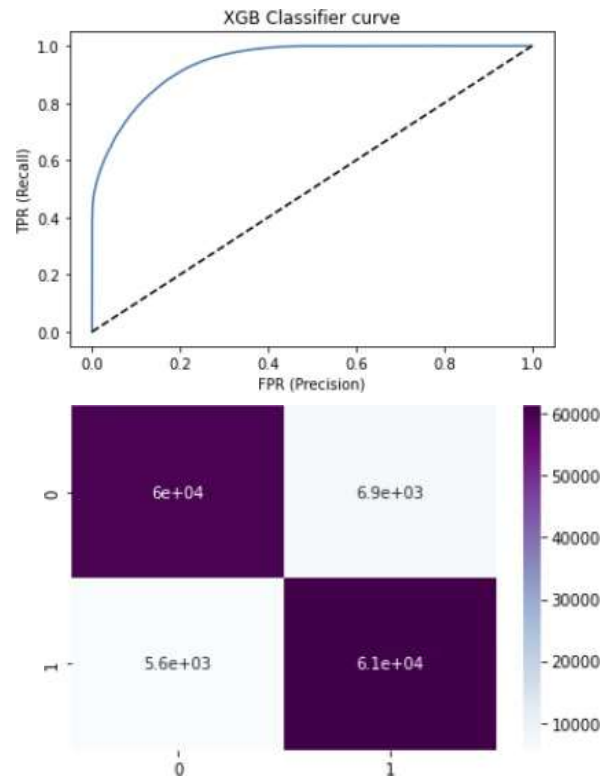 XGB Classifier curve
1.0
0.8
0.6
0.4
0.2
0.0
TPR (Recall)
0.0 0.2 0.4 0.6 0.8 1.0
FPR (Precision)
0 6e+04 6.9e+03
1 5.6e+03 6.1e+04
0 1
60000
50000
40000
30000
20000
10000